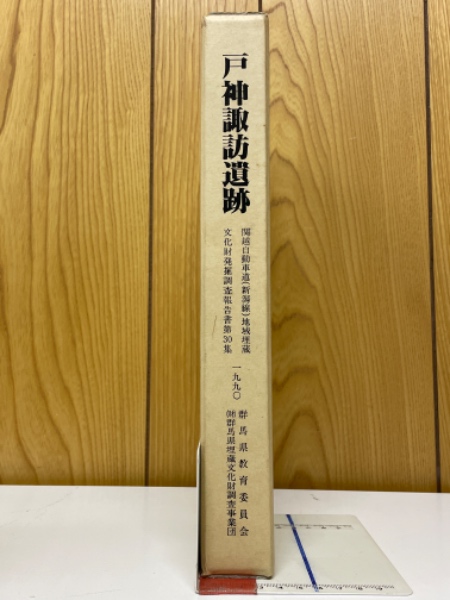 戸神諏訪遺跡
関越自動車道(新潟線)地域埋蔵
文化財発掘調査報告書第30集
一九九〇
群馬県教育委員会
㈶群馬県埋蔵文化財調査事業団